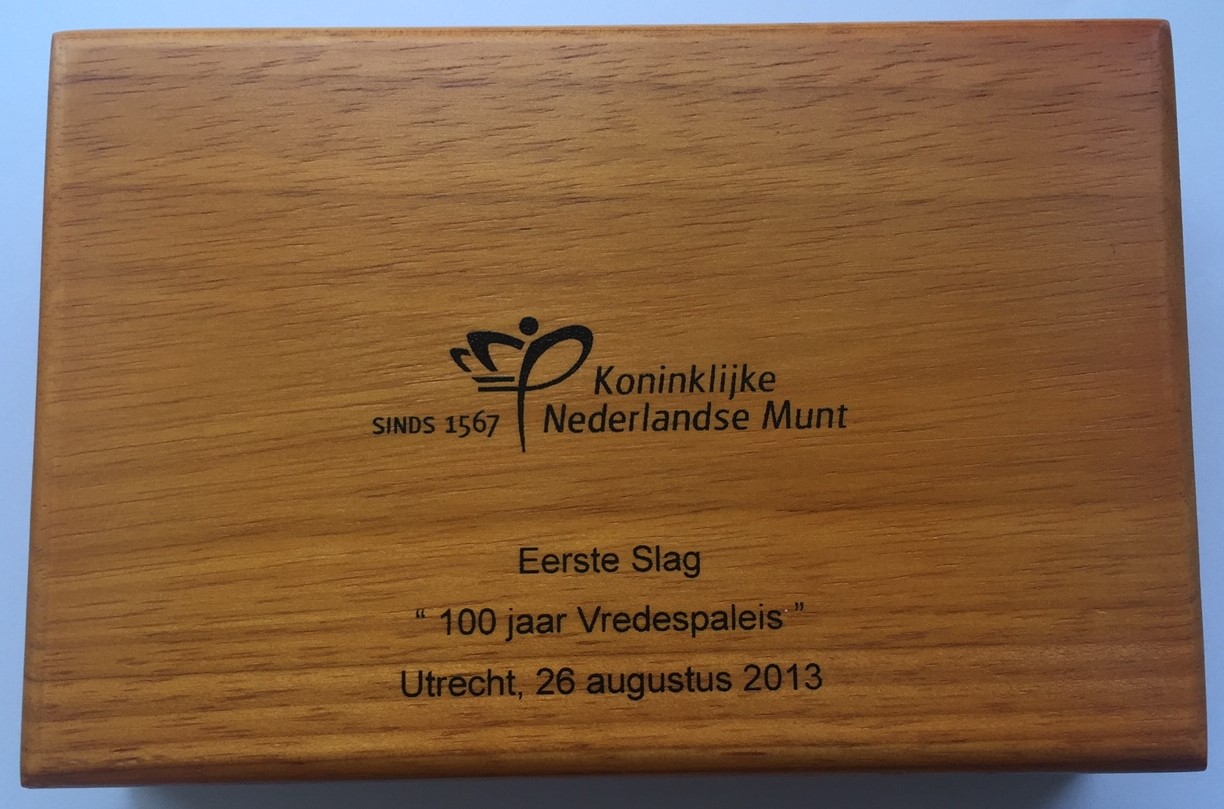 Koninklijke
SINDS 1567 Nederlandse Munt
Eerste Slag
“ 100 jaar Vredespaleis ”
Utrecht, 26 augustus 2013